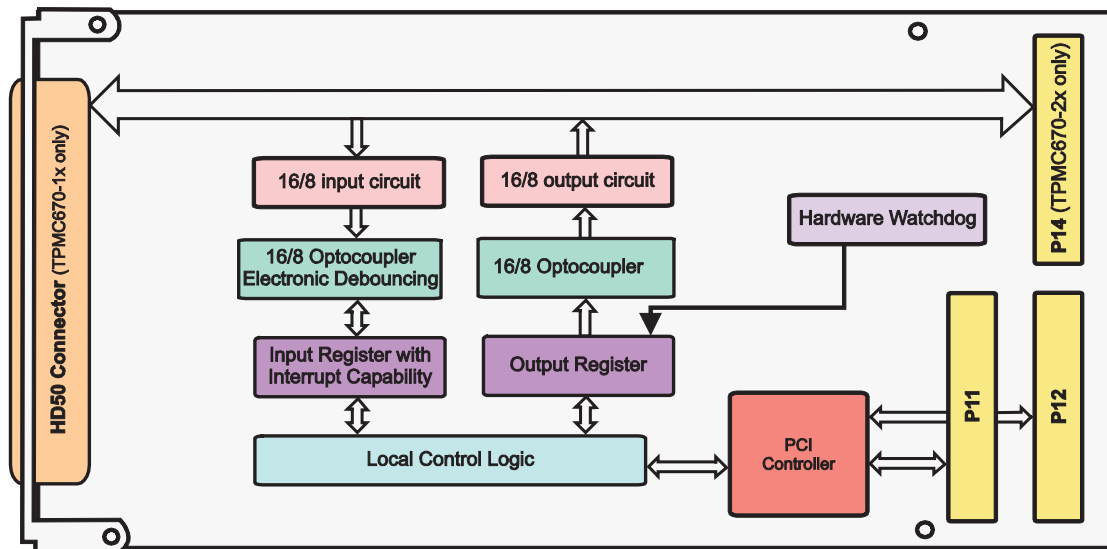 HD50 Connector (TPMC670-1x only)
16/8 input circuit
16/8 Optocoupler
Electronic Debouncing
Input Register with
Interrupt Capability
16/8 output circuit
16/8 Optocoupler
Output Register
Local Control Logic
Hardware Watchdog
PCI
Controller
P11
P12
P14 (TPMC670-2x only)